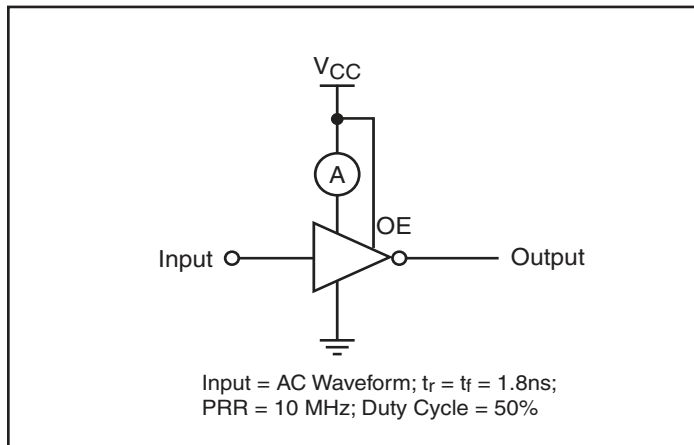 VCC
A
OE
Input
Output
Input = AC Waveform; tr = tf = 1.8ns;
PRR = 10 MHz; Duty Cycle = 50%